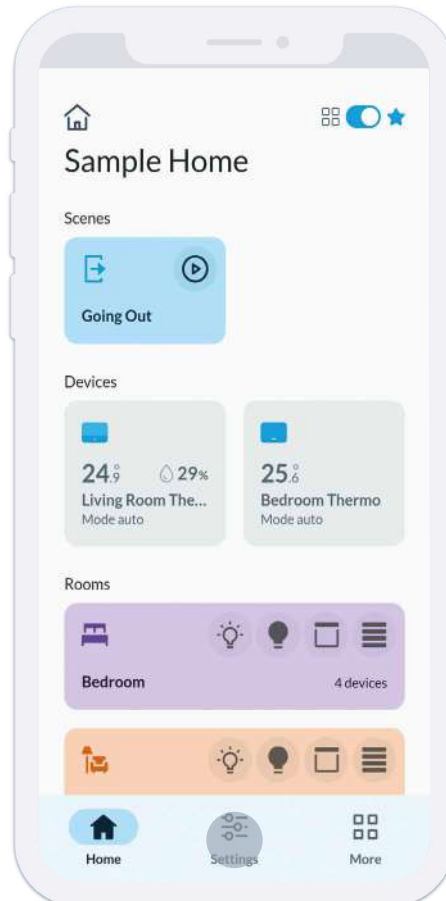 Sample Home
Scenes
Going Out
Devices
24.9° 29%
Living Room The...
Mode auto
25.6°
Bedroom Thermo
Mode auto
Rooms
Bedroom 4 devices
Home Settings More